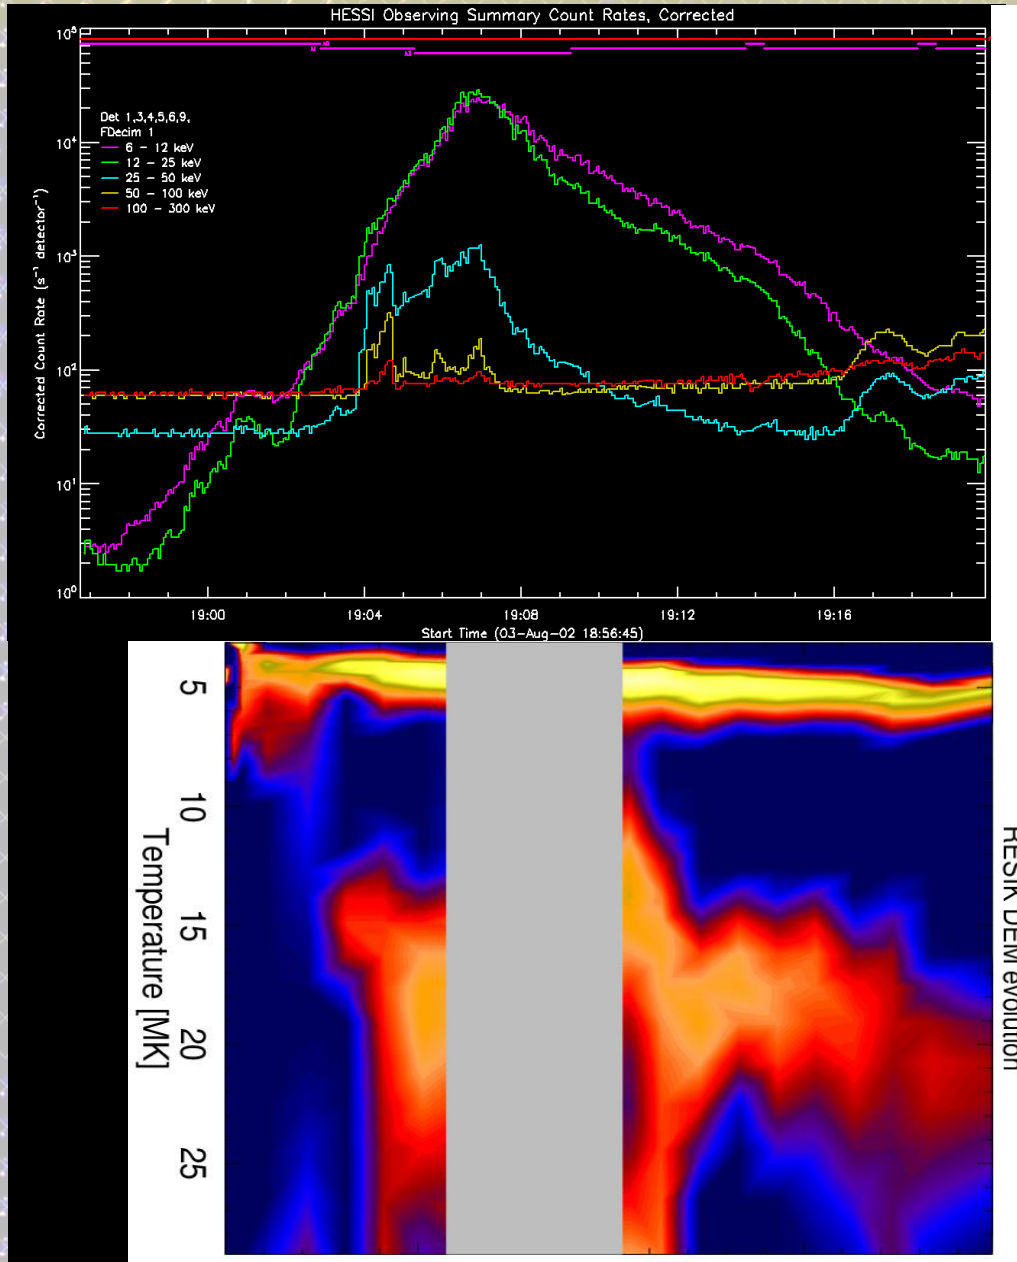 HESSI Observing Summary Count Rates, Corrected
10⁵
A0
A1
A3
Det 1,3,4,5,6,9,
FDecim 1
6 - 12 keV
12 - 25 keV
25 - 50 keV
50 - 100 keV
100 - 300 keV
10⁴
10³
10²
10¹
10⁰
Corrected Count Rate (s⁻¹ detector⁻¹)
19:00
19:04
19:08
19:12
19:16
Start Time (03-Aug-02 18:56:45)
5
10
15
20
25
Temperature [MK]
RESIK DEM evolution